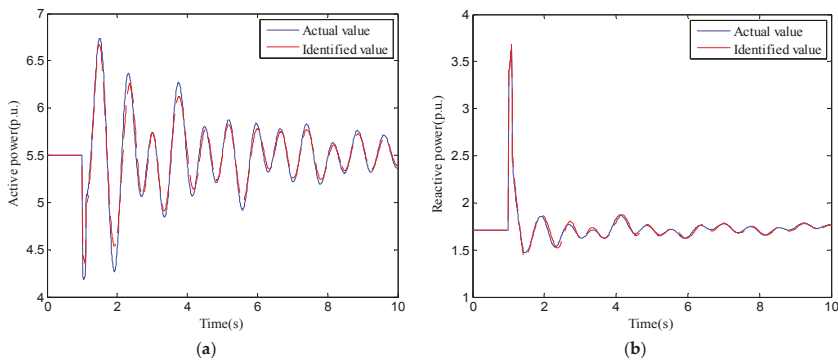 Actual value
Identified value
Active power(p.u.)
7
6.5
6
5.5
5
4.5
4
0
2
4
6
8
10
Time(s)
(a)
Actual value
Identified value
Reactive power(p.u.)
4
3.5
3
2.5
2
1.5
1
0
2
4
6
8
10
Time(s)
(b)